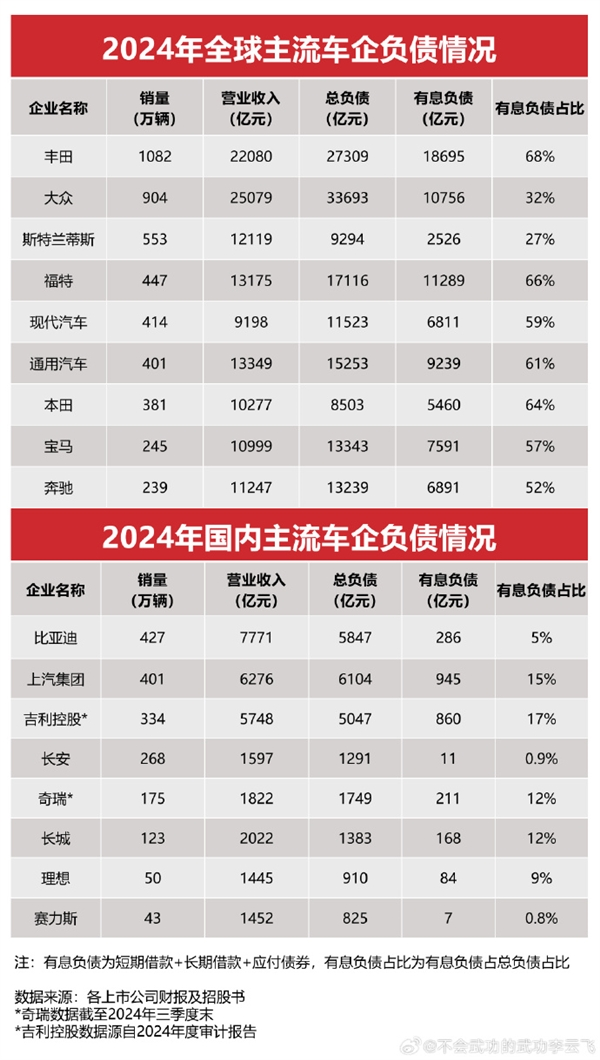 2024年全球主流车企负债情况
企业名称 销量（万辆） 营业收入（亿元） 总负债（亿元） 有息负债（亿元） 有息负债占比
丰田 1082 22080 27309 18695 68%
大众 904 25079 33693 10756 32%
斯特兰蒂斯 553 12119 9294 2526 27%
福特 447 13175 17116 11289 66%
现代汽车 414 9198 11523 6811 59%
通用汽车 401 13349 15253 9239 61%
本田 381 10277 8503 5460 64%
宝马 245 10999 13343 7591 57%
奔驰 239 11247 13239 6891 52%
2024年国内主流车企负债情况
企业名称 销量（万辆） 营业收入（亿元） 总负债（亿元） 有息负债（亿元） 有息负债占比
比亚迪 427 7771 5847 286 5%
上汽集团 401 6276 6104 945 15%
吉利控股* 334 5748 5047 860 17%
长安 268 1597 1291 11 0.9%
奇瑞* 175 1822 1749 211 12%
长城 123 2022 1383 168 12%
理想 50 1445 910 84 9%
赛力斯 43 1452 825 7 0.8%
注：有息负债为短期借款+长期借款+应付债券，有息负债占比为有息负债占总负债占比
数据来源：各上市公司财报及招股书
*奇瑞数据截至2024年三季度末
*吉利控股数据源自2024年度审计报告
@不会武功的武功李云飞